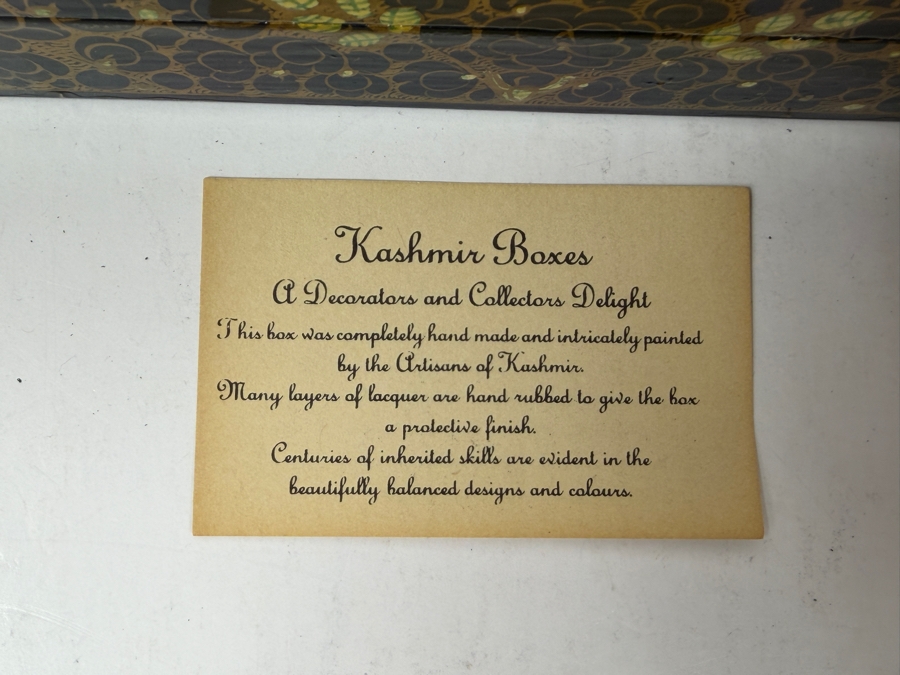 Kashmir Boxes
A Decorators and Collectors Delight
This box was completely hand made and intricately painted
by the Artisans of Kashmir.
Many layers of lacquer are hand rubbed to give the box
a protective finish.
Centuries of inherited skills are evident in the
beautifully balanced designs and colours.